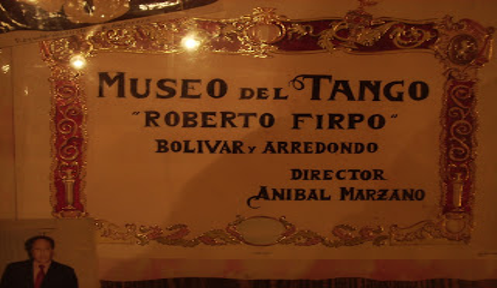 MUSEO DEL TANGO
"ROBERTO FIRPO"
BOLIVAR Y ARREDONDO
DIRECTOR
ANIBAL MARZANO